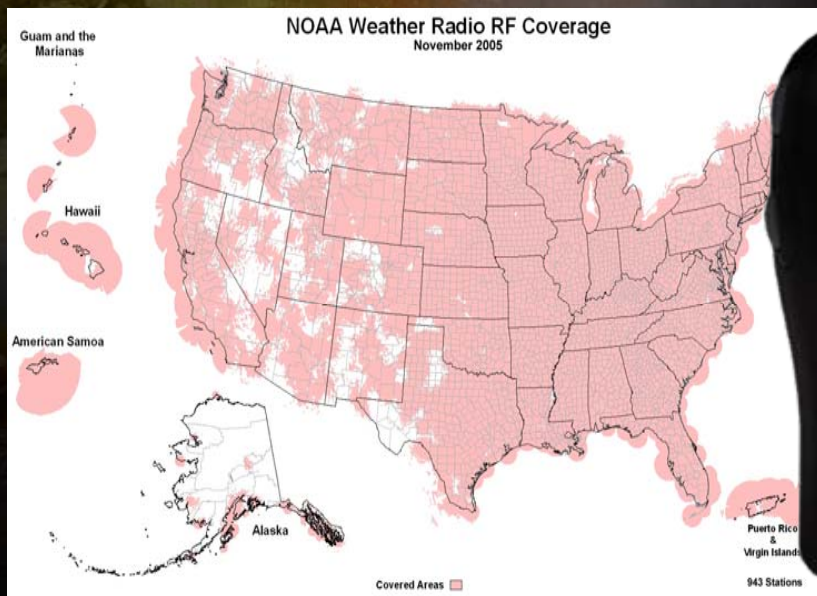 NOAA Weather Radio RF Coverage
November 2005
Guam and the
Marianas
Hawaii
American Samoa
Alaska
Puerto Rico
&
Virgin Islands
Covered Areas
943 Stations